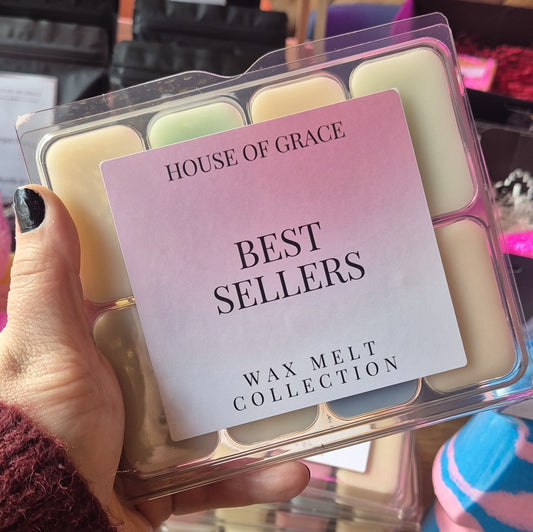 HOUSE OF GRACE
BEST
SELLERS
WAX MELT
COLLECTION